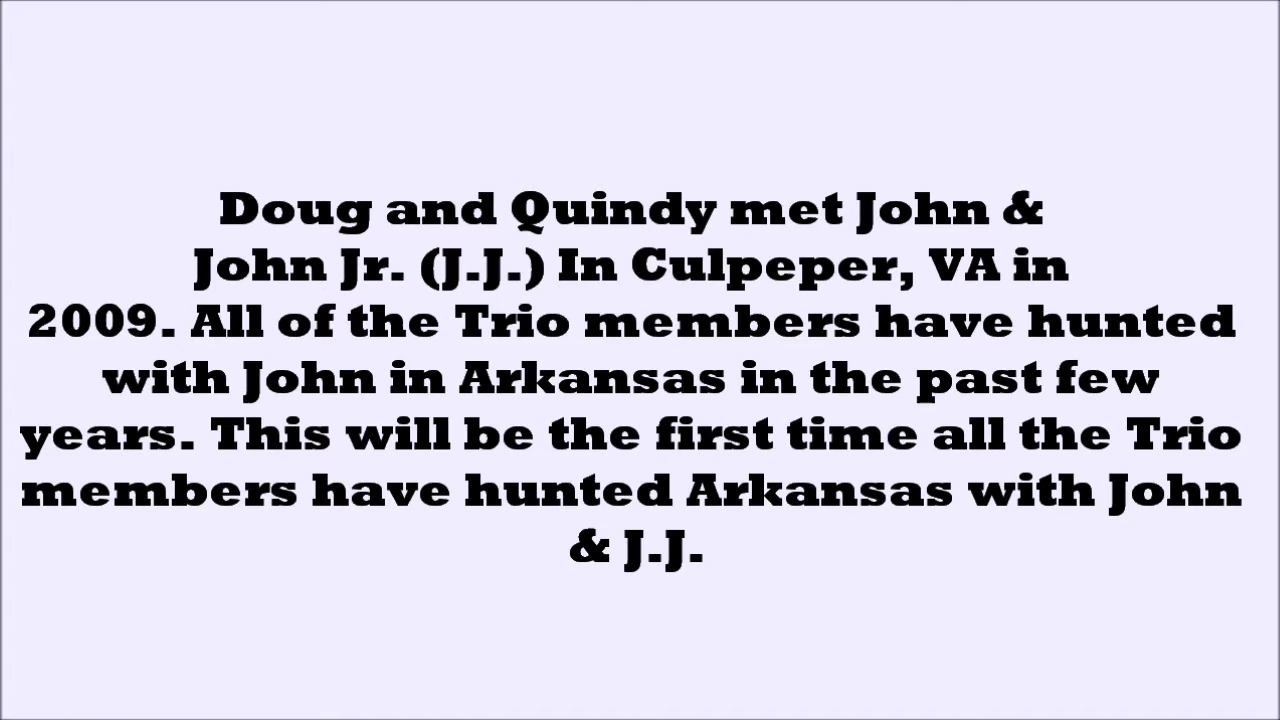 Doug and Quindy met John &
John Jr. (J.J.) In Culpeper, VA in
2009. All of the Trio members have hunted
with John in Arkansas in the past few
years. This will be the first time all the Trio
members have hunted Arkansas with John
& J.J.